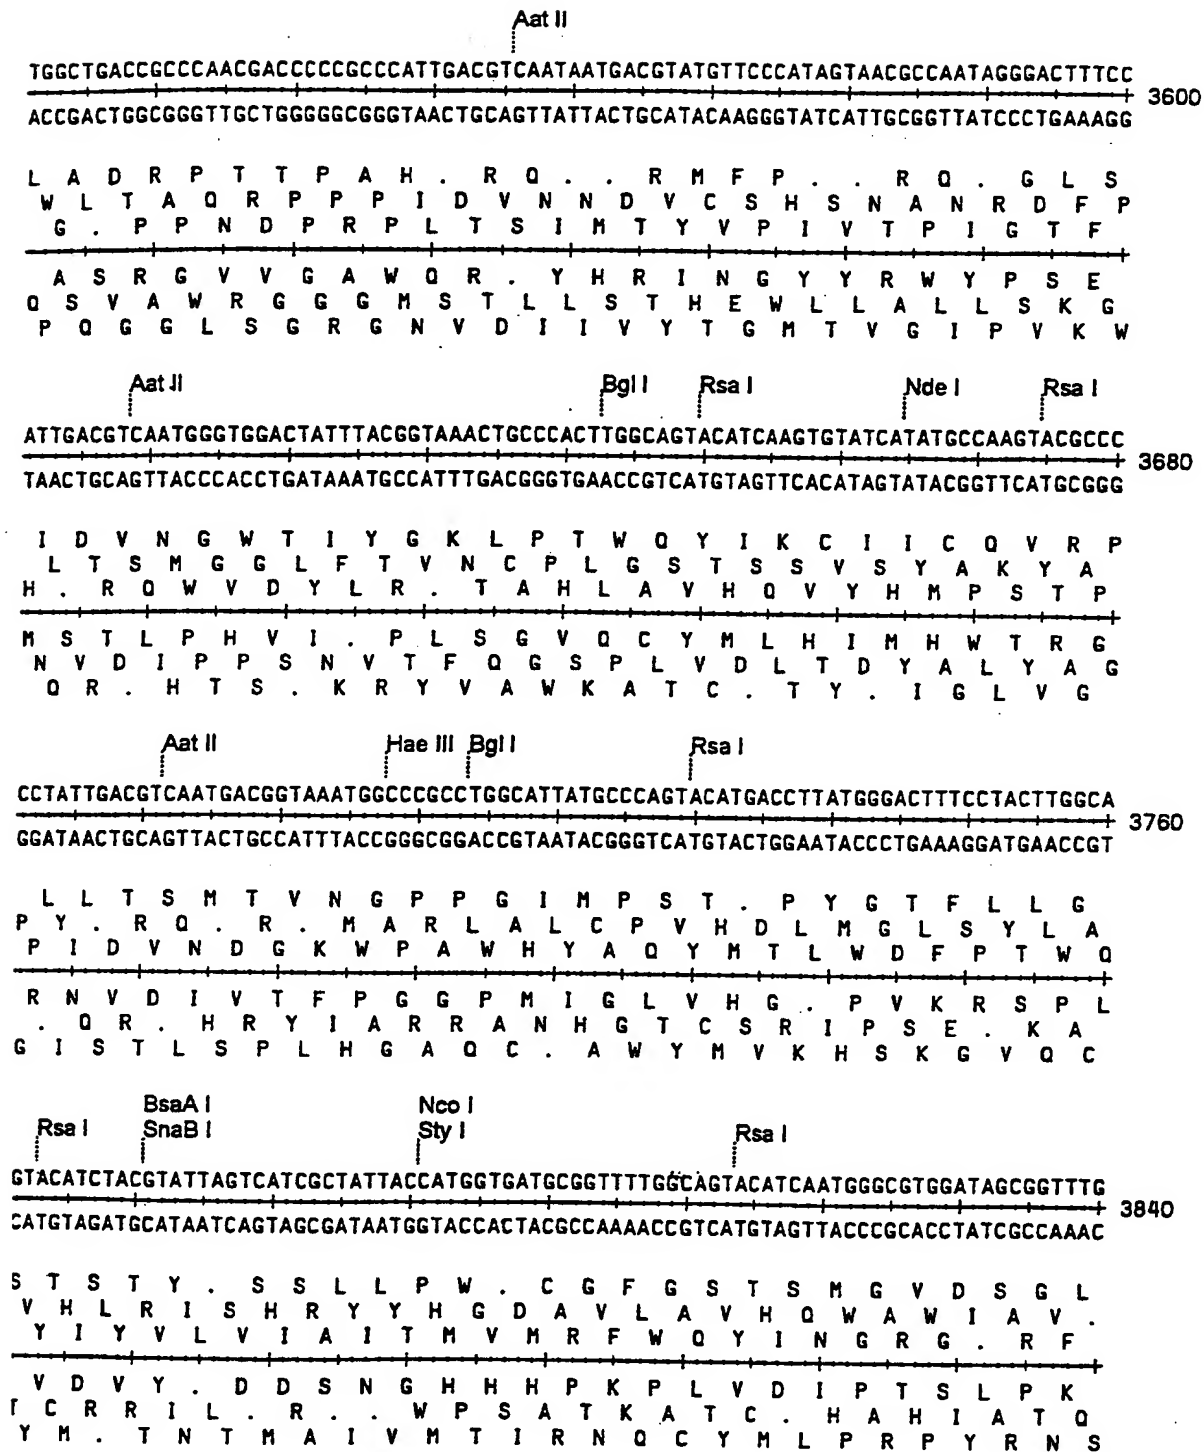 Aat II
TGGCTGACCGCCCAACGACCCCCGCCCATTGACGTCAATAATGACGTATGTTCCCATAGTAACGCCAATAGGGACTTTCC
3600
ACCGACTGGCGGGTTGCTGGGGGCGGGTAACTGCAGTTATTACTGCATACAAGGGTATCATTGCGGTTATCCCTGAAAGG
L A D R P T T P A H . R Q . . R M F P . . R Q . G L S
W L T A Q R P P P I D V N N D V C S H S N A N R D F P
G . P P N D P R P L T S I M T Y V P I V T P I G T F
A S R G V V G A W Q R . Y H R I N G Y Y R W Y P S E
Q S V A W R G G G M S T L L S T H E W L L A L L S K G
P Q G G L S G R G N V D I I V Y T G M T V G I P V K W
Aat II Bgl I Rsa I Nde I Rsa I
ATTGACGTCAATGGGTGGACTATTTACGGTAAACTGCCCACTTGGCAGTACATCAAGTGTATCATATGCCAAGTACGCCC
3680
TAACTGCAGTTACCCACCTGATAAATGCCATTTGACGGGTGAACCGTCATGTAGTTCACATAGTATACGGTTCATGCGGG
I D V N G W T I Y G K L P T W Q Y I K C I I C Q V R P
L T S M G G L F T V N C P L G S T S S V S Y A K Y A
H . R Q W V D Y L R . T A H L A V H Q V Y H M P S T P
M S T L P H V I . P L S G V Q C Y M L H I M H W T R G
N V D I P P S N V T F Q G S P L V D L T D Y A L Y A G
Q R . H T S . K R Y V A W K A T C . T Y . I G L V G
Aat II Hae III Bgl I Rsa I
CCTATTGACGTCAATGACGGTAAATGGCCCGCCTGGCATTATGCCCAGTACATGACCTTATGGGACTTTCCTACTTGGCA
3760
GGATAACTGCAGTTACTGCCATTTACCGGGCGGACCGTAATACGGGTCATGTACTGGAATACCCTGAAAGGATGAACCGT
L L T S M T V N G P P G I M P S T . P Y G T F L L G
P Y . R Q . R . M A R L A L C P V H D L M G L S Y L A
P I D V N D G K W P A W H Y A Q Y M T L W D F P T W Q
R N V D I V T F P G G P M I G L V H G . P V K R S P L
. Q R . H R Y I A R R A N H G T C S R I P S E . K A
G I S T L S P L H G A Q C . A W Y M V K H S K G V Q C
BsaA I Nco I
Rsa I SnaB I Sty I Rsa I
GTACATCTACGTATTAGTCATCGCTATTACCATGGTGATGCGGTTTTGGCAGTACATCAATGGGCGTGGATAGCGGTTTG
3840
CATGTAGATGCATAATCAGTAGCGATAATGGTACCACTACGCCAAAACCGTCATGTAGTTACCCGCACCTATCGCCAAAC
S T S T Y . S S L L P W . C G F G S T S M G V D S G L
V H L R I S H R Y Y H G D A V L A V H Q W A W I A V .
Y I Y V L V I A I T M V M R F W Q Y I N G R G . R F
V D V Y . D D S N G H H H P K P L V D I P T S L P K
T C R R I L . R . . W P S A T K A T C . H A H I A T Q
Y M . T N T M A I V M T I R N Q C Y M L P R P Y R N S